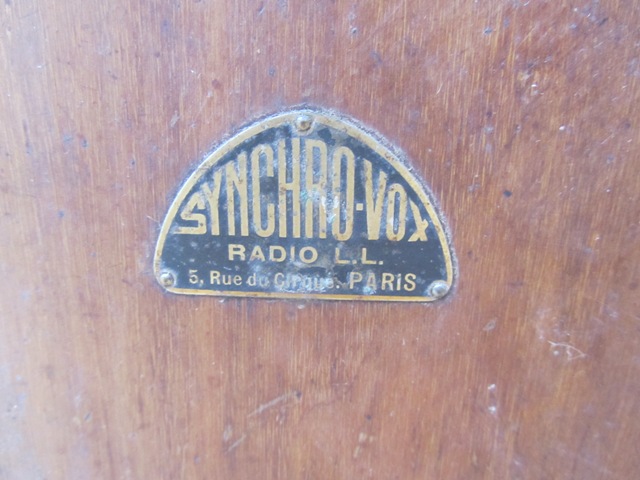 SYNCHRO-VOX
RADIO L.L.
5, Rue du Cirque. PARIS